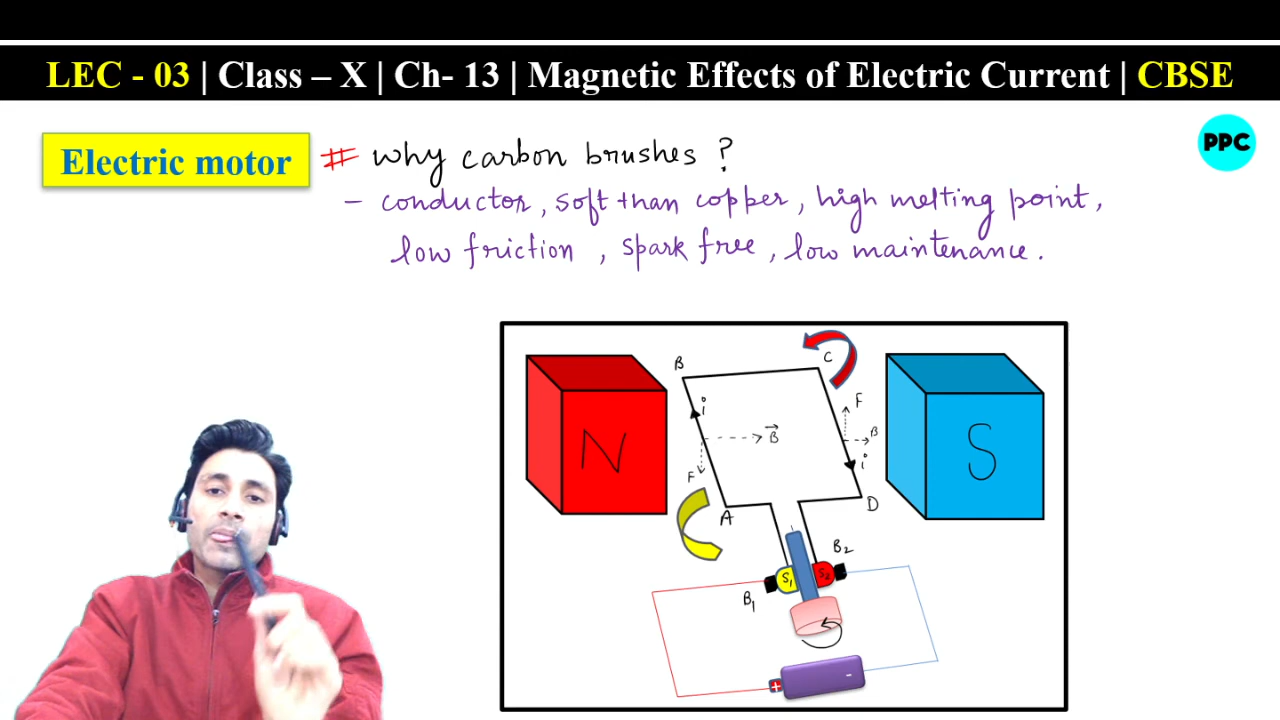 LEC - 03 | Class – X | Ch- 13 | Magnetic Effects of Electric Current | CBSE
PPC
Electric motor
# why carbon brushes ?
- conductor, soft than copper, high melting point,
low friction, spark free, low maintenance.
B
C
i
F
B
B
N
S
i
F
A
D
B2
S1
S2
B1
+
-